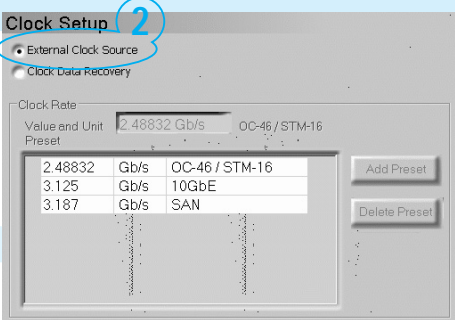 Clock Setup 2
External Clock Source
Clock Data Recovery
Clock Rate
Value and Unit 2.48832 Gb/s OC-46/STM-16
Preset
2.48832 Gb/s OC-46/STM-16
3.125 Gb/s 10GbE
3.187 Gb/s SAN
Add Preset
Delete Preset